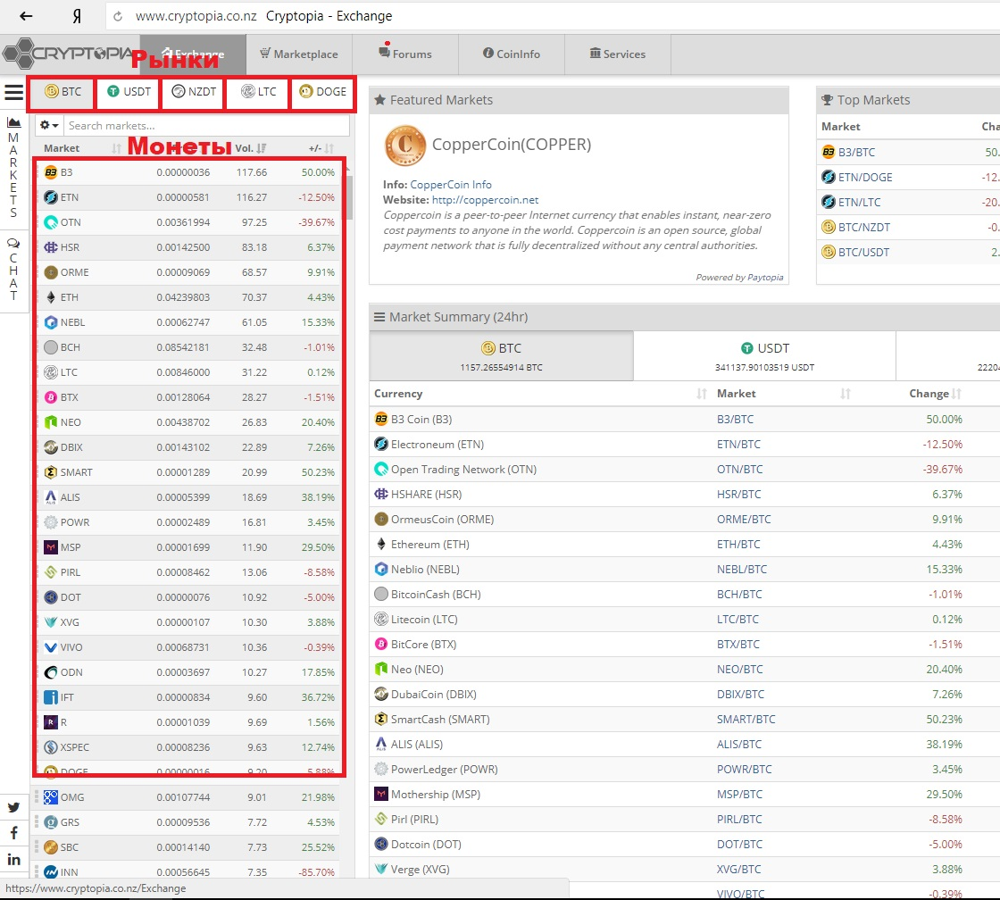 Я www.cryptopia.co.nz Cryptopia - Exchange
CRYPTOPIA Exchange Marketplace Forums CoinInfo Services
Рынки
BTC USDT NZDT LTC DOGE
Search markets...
Market Vol. +/-
Монеты
B3 0.00000036 117.66 50.00%
ETN 0.00000581 116.27 -12.50%
OTN 0.00361994 97.25 -39.67%
HSR 0.00142500 83.18 6.37%
ORME 0.00009069 68.57 9.91%
ETH 0.04239803 70.37 4.43%
NEBL 0.00062747 61.05 15.33%
BCH 0.08542181 32.48 -1.01%
LTC 0.00846000 31.22 0.12%
BTX 0.00128064 28.27 -1.51%
NEO 0.00438702 26.83 20.40%
DBIX 0.00143102 22.89 7.26%
SMART 0.00001289 20.99 50.23%
ALIS 0.00005399 18.69 38.19%
POWR 0.00002489 16.81 3.45%
MSP 0.00001699 11.90 29.50%
PIRL 0.00008462 13.06 -8.58%
DOT 0.00000076 10.92 -5.00%
XVG 0.00000107 10.30 3.88%
VIVO 0.00068731 10.36 -0.39%
ODN 0.00003697 10.27 17.85%
IFT 0.00000834 9.60 36.72%
R 0.00001039 9.69 1.56%
XSPEC 0.00008236 9.63 12.74%
DOGE 0.00000016 9.20 5.88%
OMG 0.00107744 9.01 21.98%
GRS 0.00009536 7.72 4.53%
SBC 0.00014140 7.73 25.52%
INN 0.00056645 7.35 -85.70%
MARKETS
CHAT
Featured Markets
CopperCoin(COPPER)
Info: CopperCoin Info
Website: http://coppercoin.net
Coppercoin is a peer-to-peer Internet currency that enables instant, near-zero
cost payments to anyone in the world. Coppercoin is an open source, global
payment network that is fully decentralized without any central authorities.
Powered by Paytopia
Top Markets
Market Cha
B3/BTC 50.
ETN/DOGE -12.
ETN/LTC -20.
BTC/NZDT -0.
BTC/USDT 2.
Market Summary (24hr)
BTC USDT
1157.26554914 BTC 341137.90103519 USDT 2220
Currency Market Change
B3 Coin (B3) B3/BTC 50.00%
Electroneum (ETN) ETN/BTC -12.50%
Open Trading Network (OTN) OTN/BTC -39.67%
HSHARE (HSR) HSR/BTC 6.37%
OrmeusCoin (ORME) ORME/BTC 9.91%
Ethereum (ETH) ETH/BTC 4.43%
Neblio (NEBL) NEBL/BTC 15.33%
BitcoinCash (BCH) BCH/BTC -1.01%
Litecoin (LTC) LTC/BTC 0.12%
BitCore (BTX) BTX/BTC -1.51%
Neo (NEO) NEO/BTC 20.40%
DubaiCoin (DBIX) DBIX/BTC 7.26%
SmartCash (SMART) SMART/BTC 50.23%
ALIS (ALIS) ALIS/BTC 38.19%
PowerLedger (POWR) POWR/BTC 3.45%
Mothership (MSP) MSP/BTC 29.50%
Pirl (PIRL) PIRL/BTC -8.58%
Dotcoin (DOT) DOT/BTC -5.00%
Verge (XVG) XVG/BTC 3.88%
VIVO/BTC -0.39%
https://www.cryptopia.co.nz/Exchange